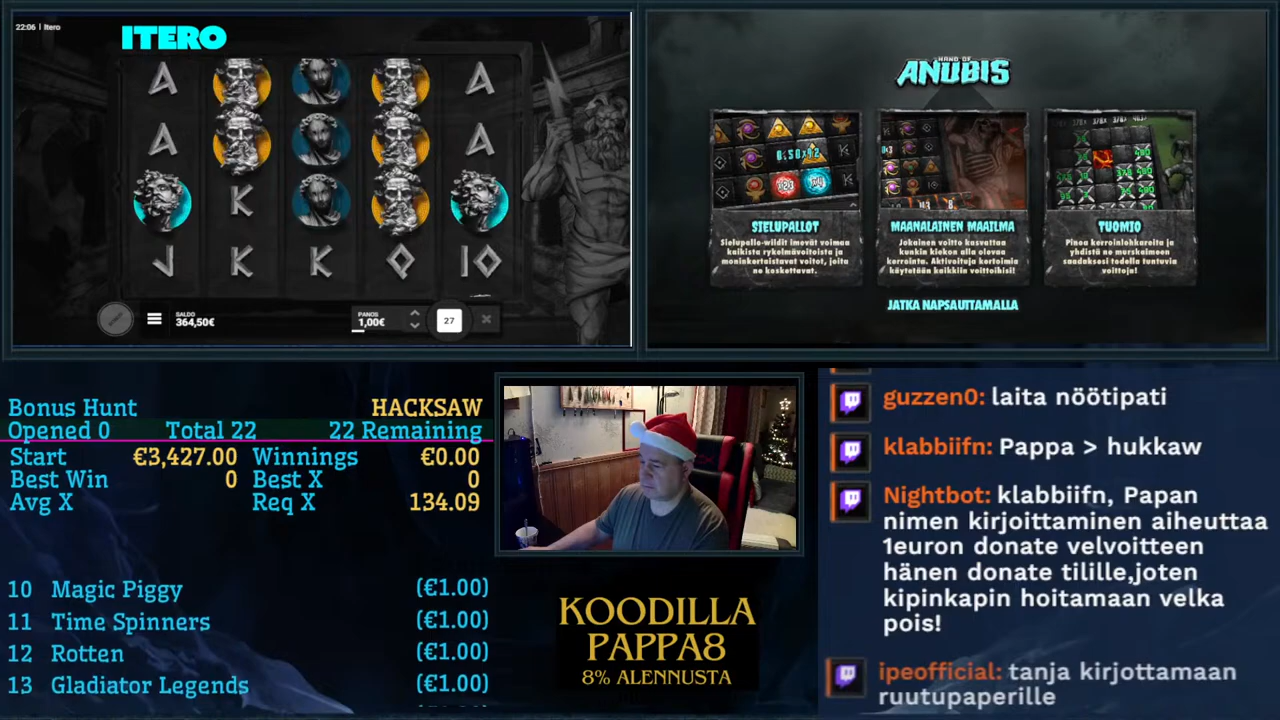 22:06 | Itero
ITERO
A A
A A
K
J K K Q 10
SALDO
364,50€
PANOS
1,00€
27
HAND OF
ANUBIS
SIELUPALLOT
Sielupallo-wildit imevät voimaa
kaikista rykelmävoitoista ja
moninkertaistavat voitot, joita
ne koskettavat.
MAANALAINEN MAAILMA
Jokainen voitto kasvattaa
kunkin kiekon alla olevaa
kerrointa. Aktivoituja kertoimia
käytetään kaikkiin voittoihisi!
TUOMIO
Pinoa kerroinlohkareita ja
yhdistä ne murskaimeen
saadaksesi todella tuntuvia
voittoja!
JATKA NAPSAUTTAMALLA
Bonus Hunt HACKSAW
Opened 0 Total 22 22 Remaining
Start €3,427.00 Winnings €0.00
Best Win 0 Best X 0
Avg X Req X 134.09
10 Magic Piggy (€1.00)
11 Time Spinners (€1.00)
12 Rotten (€1.00)
13 Gladiator Legends (€1.00)
KOODILLA
PAPPA8
8% ALENNUSTA
guzzen0: laita nöötipati
klabbiifn: Pappa > hukkaw
Nightbot: klabbiifn, Papan
nimen kirjoittaminen aiheuttaa
1euron donate velvoitteen
hänen donate tilille,joten
kipinkapin hoitamaan velka
pois!
ipeofficial: tanja kirjottamaan
ruutupaperille